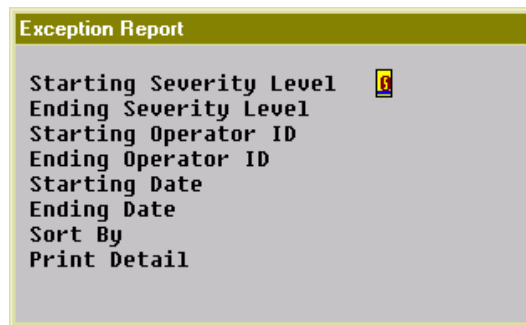 Exception Report
Starting Severity Level
Ending Severity Level
Starting Operator ID
Ending Operator ID
Starting Date
Ending Date
Sort By
Print Detail